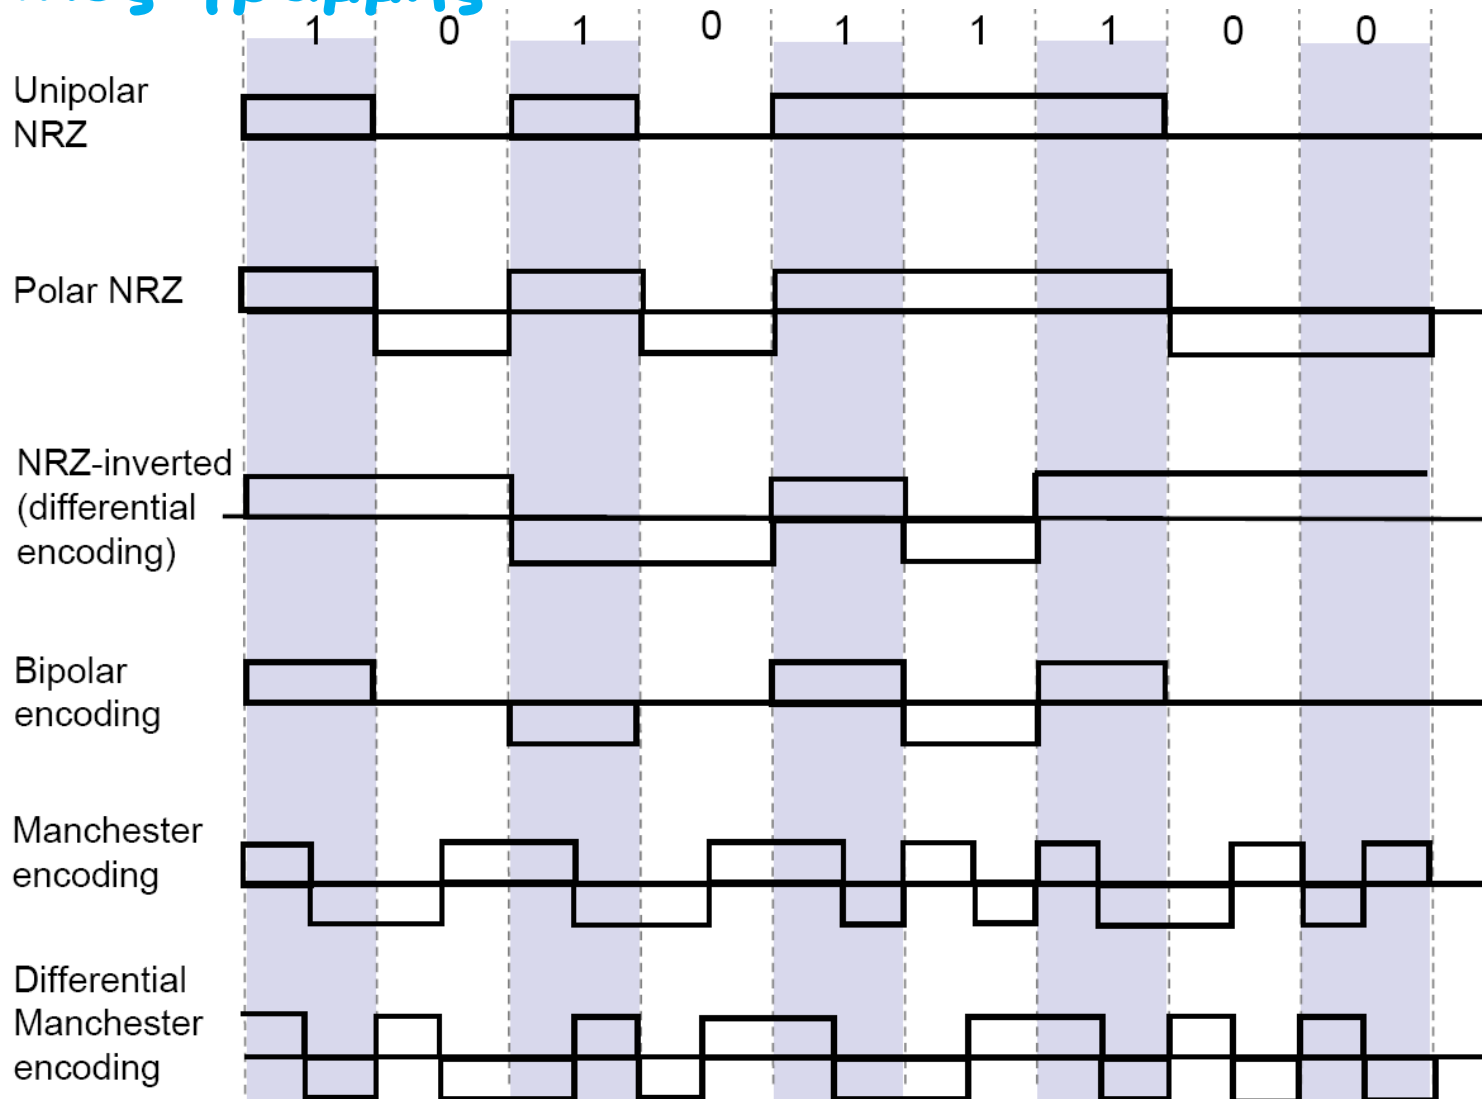 1 0 1 0 1 1 1 0 0
Unipolar
NRZ
Polar NRZ
NRZ-inverted
(differential
encoding)
Bipolar
encoding
Manchester
encoding
Differential
Manchester
encoding